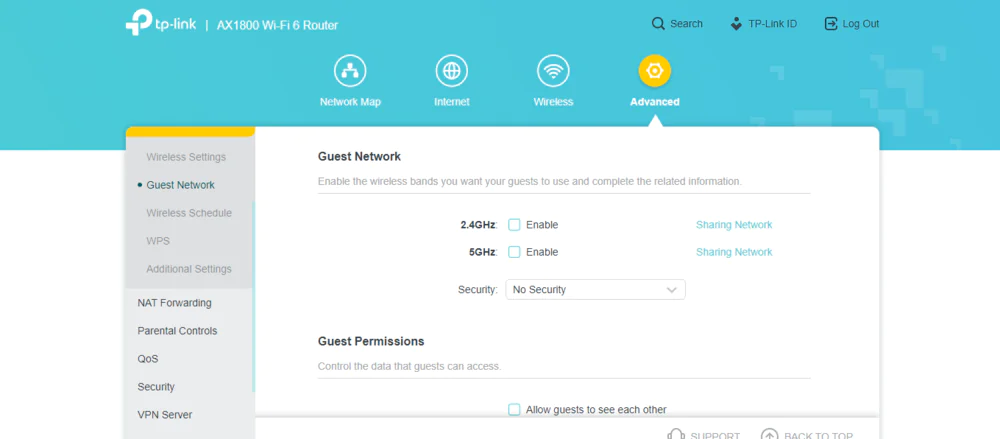 tp-link | AX1800 Wi-Fi 6 Router
Search TP-Link ID Log Out
Network Map Internet Wireless Advanced
Wireless Settings
Guest Network
Wireless Schedule
WPS
Additional Settings
NAT Forwarding
Parental Controls
QoS
Security
VPN Server
Guest Network
Enable the wireless bands you want your guests to use and complete the related information.
2.4GHz: Enable Sharing Network
5GHz: Enable Sharing Network
Security: No Security
Guest Permissions
Control the data that guests can access.
Allow guests to see each other
SUPPORT BACK TO TOP